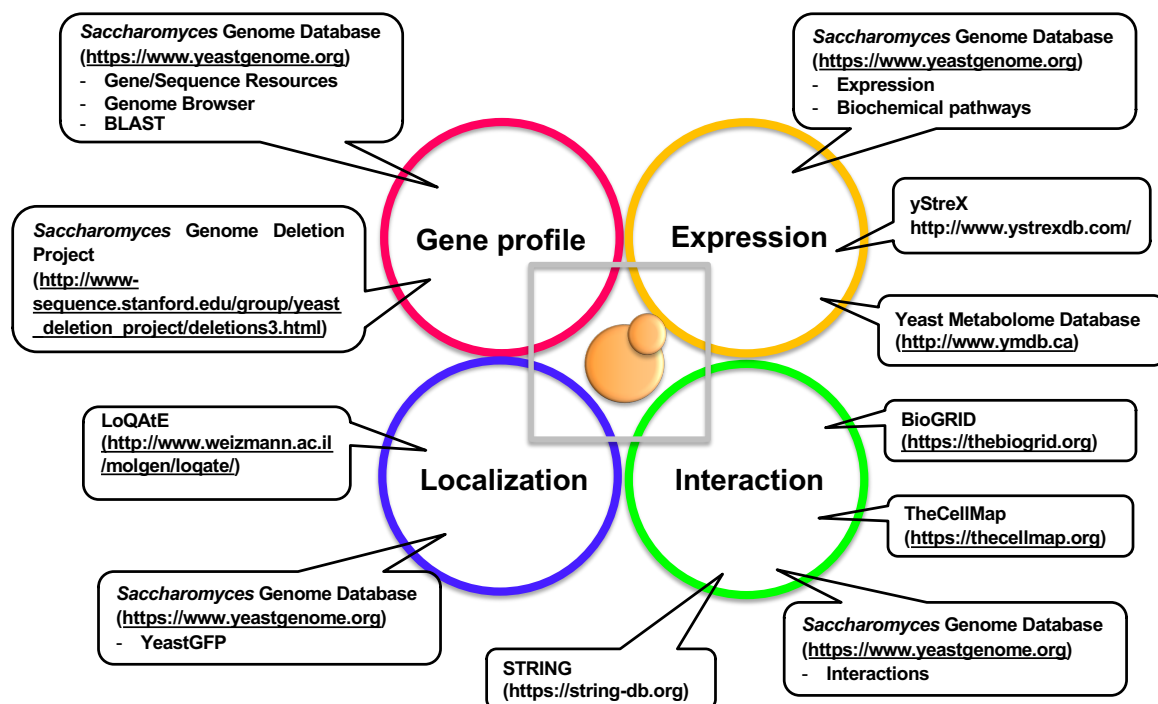 Saccharomyces Genome Database
(https://www.yeastgenome.org)
- Gene/Sequence Resources
- Genome Browser
- BLAST
Saccharomyces Genome Database
(https://www.yeastgenome.org)
- Expression
- Biochemical pathways
Saccharomyces Genome Deletion
Project
(http://www-
sequence.stanford.edu/group/yeast
_deletion_project/deletions3.html)
Gene profile
Expression
yStreX
http://www.ystrexdb.com/
Yeast Metabolome Database
(http://www.ymdb.ca)
LoQAtE
(http://www.weizmann.ac.il
/molgen/loqate/)
Localization
Interaction
BioGRID
(https://thebiogrid.org)
TheCellMap
(https://thecellmap.org)
Saccharomyces Genome Database
(https://www.yeastgenome.org)
- YeastGFP
STRING
(https://string-db.org)
Saccharomyces Genome Database
(https://www.yeastgenome.org)
- Interactions